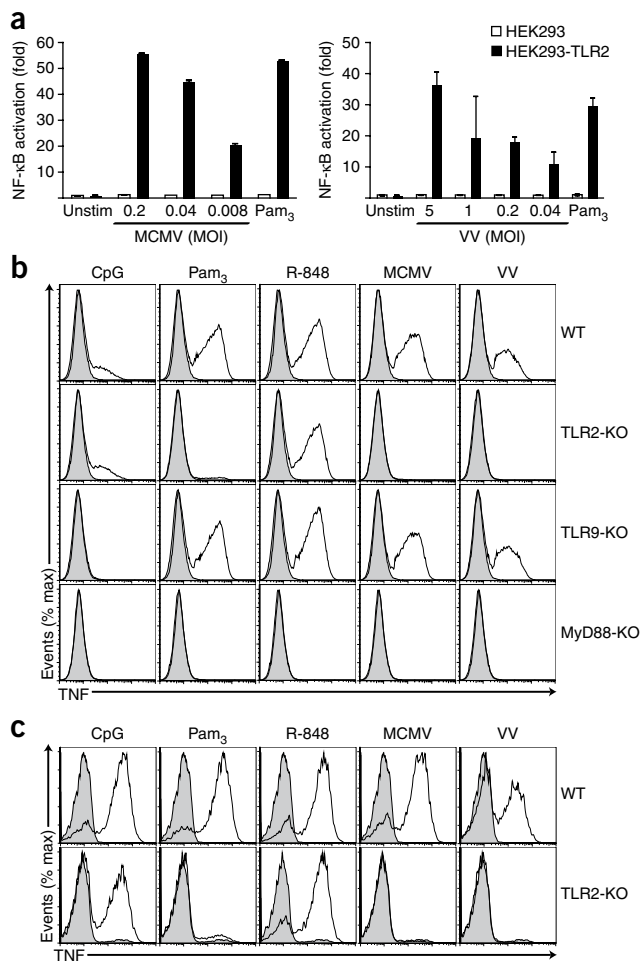 a
HEK293
HEK293-TLR2
NF-κB activation (fold)
60
50
40
30
20
10
Unstim 0.2 0.04 0.008 Pam3
MCMV (MOI)
NF-κB activation (fold)
50
40
30
20
10
Unstim 5 1 0.2 0.04 Pam3
VV (MOI)
b
CpG Pam3 R-848 MCMV VV
WT
TLR2-KO
TLR9-KO
MyD88-KO
Events (% max)
TNF
c
CpG Pam3 R-848 MCMV VV
WT
TLR2-KO
Events (% max)
TNF